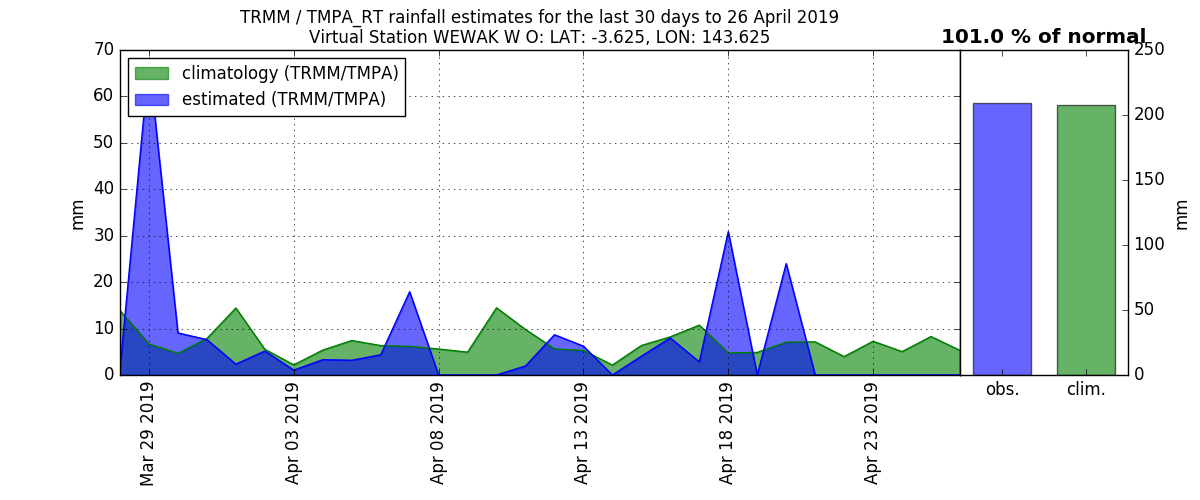 TRMM / TMPA_RT rainfall estimates for the last 30 days to 26 April 2019
Virtual Station WEWAK W O: LAT: -3.625, LON: 143.625
101.0 % of normal
climatology (TRMM/TMPA)
estimated (TRMM/TMPA)
70
60
50
40
30
20
10
0
mm
250
200
150
100
50
0
mm
Mar 29 2019
Apr 03 2019
Apr 08 2019
Apr 13 2019
Apr 18 2019
Apr 23 2019
obs.
clim.